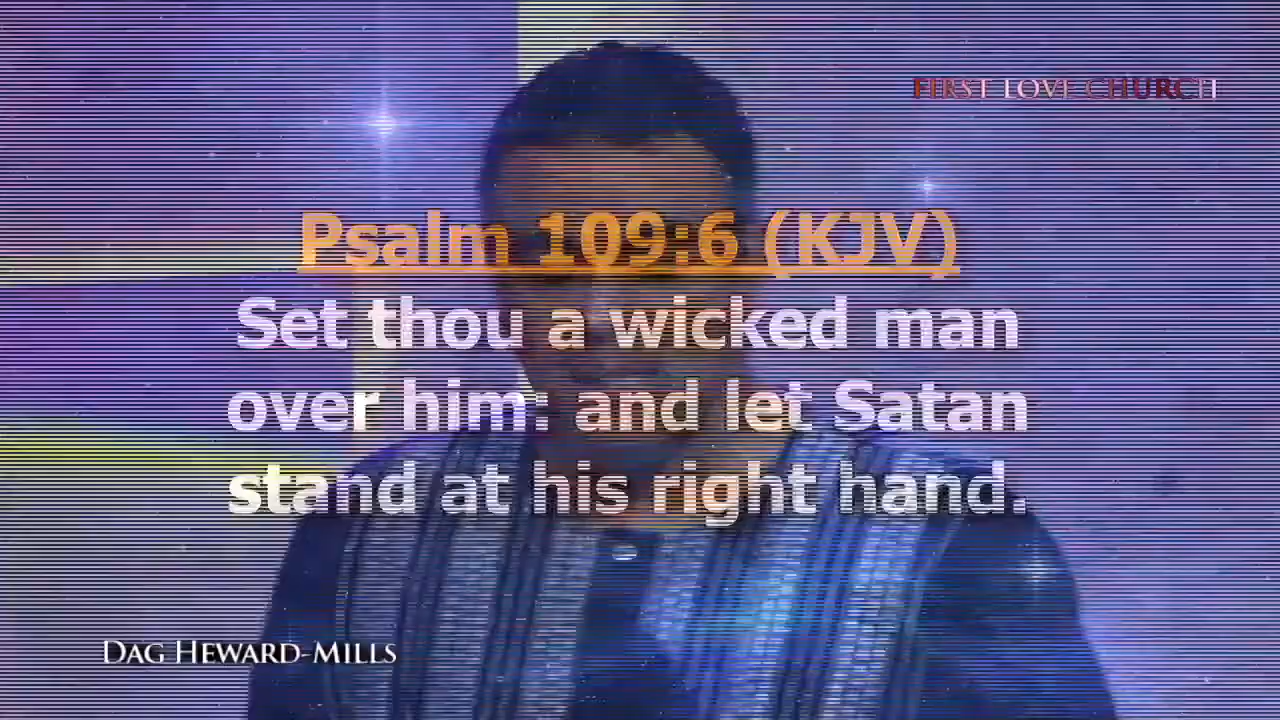 FIRST LOVE CHURCH
Psalm 109:6 (KJV)
Set thou a wicked man
over him: and let Satan
stand at his right hand.
DAG HEWARD-MILLS